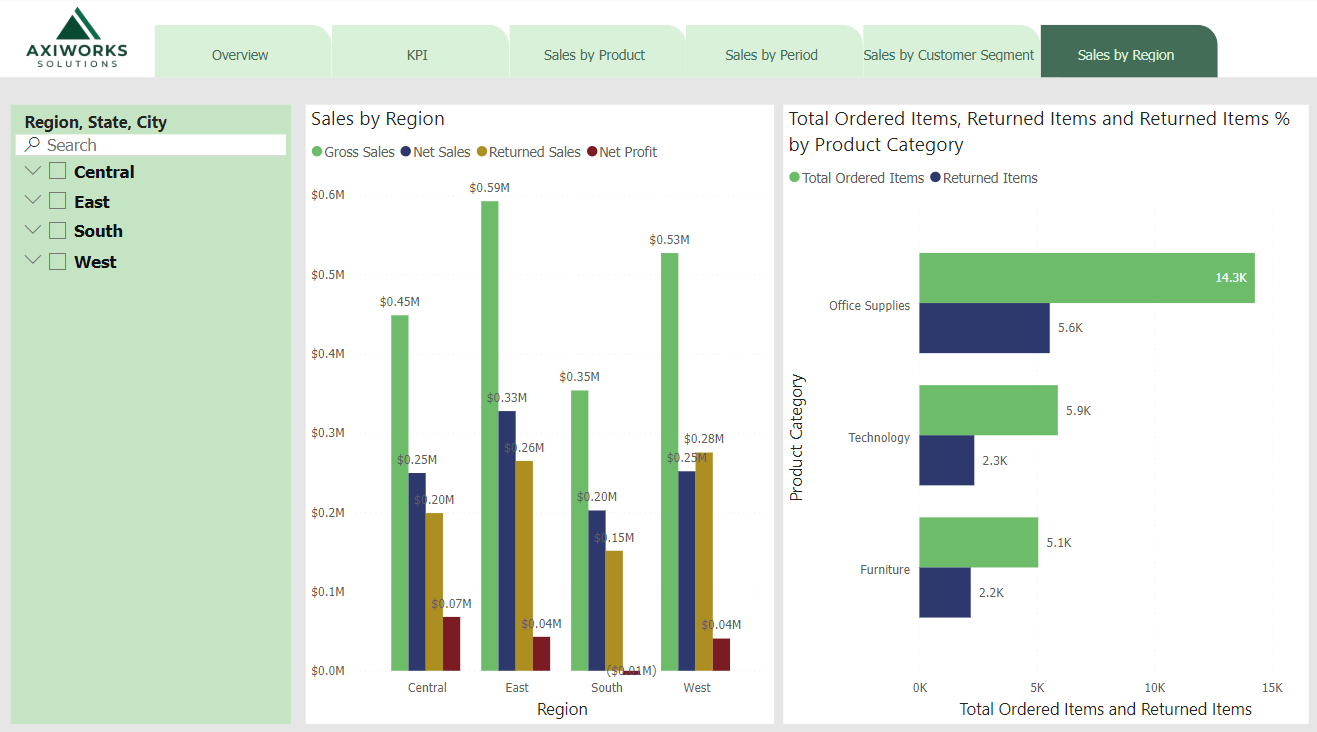 AXIWORKS
SOLUTIONS
Overview
KPI
Sales by Product
Sales by Period
Sales by Customer Segment
Sales by Region
Region, State, City
Search
Central
East
South
West
Sales by Region
Gross Sales Net Sales Returned Sales Net Profit
$0.6M
$0.5M
$0.4M
$0.3M
$0.2M
$0.1M
$0.0M
$0.45M
$0.25M
$0.20M
$0.07M
$0.59M
$0.33M
$0.26M
$0.04M
$0.35M
$0.20M
$0.15M
($0.01M)
$0.53M
$0.25M
$0.28M
$0.04M
Central East South West
Region
Total Ordered Items, Returned Items and Returned Items %
by Product Category
Total Ordered Items Returned Items
Product Category
Office Supplies
14.3K
5.6K
Technology
5.9K
2.3K
Furniture
5.1K
2.2K
0K 5K 10K 15K
Total Ordered Items and Returned Items